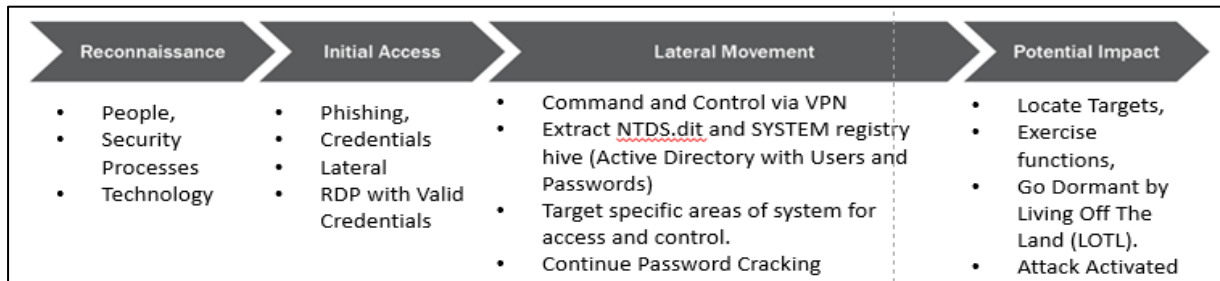 Reconnaissance
Initial Access
Lateral Movement
Potential Impact
• People,
• Security
Processes
• Technology
• Phishing,
• Credentials
• Lateral
• RDP with Valid
Credentials
• Command and Control via VPN
• Extract NTDS.dit and SYSTEM registry
hive (Active Directory with Users and
Passwords)
• Target specific areas of system for
access and control.
• Continue Password Cracking
• Locate Targets,
• Exercise
functions,
• Go Dormant by
Living Off The
Land (LOTL).
• Attack Activated